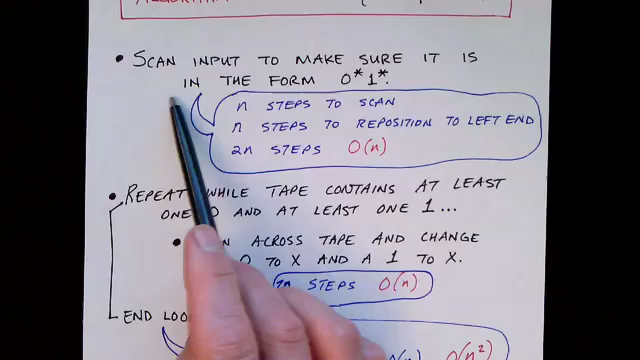 • SCAN INPUT TO MAKE SURE IT IS
IN THE FORM 0*1*.
n STEPS TO SCAN
n STEPS TO REPOSITION TO LEFT END
2n STEPS O(n)
• REPEAT WHILE TAPE CONTAINS AT LEAST
ONE AND AT LEAST ONE 1...
• ACROSS TAPE AND CHANGE
0 TO X AND A 1 TO X.
STEPS O(n)
END
O(n²)